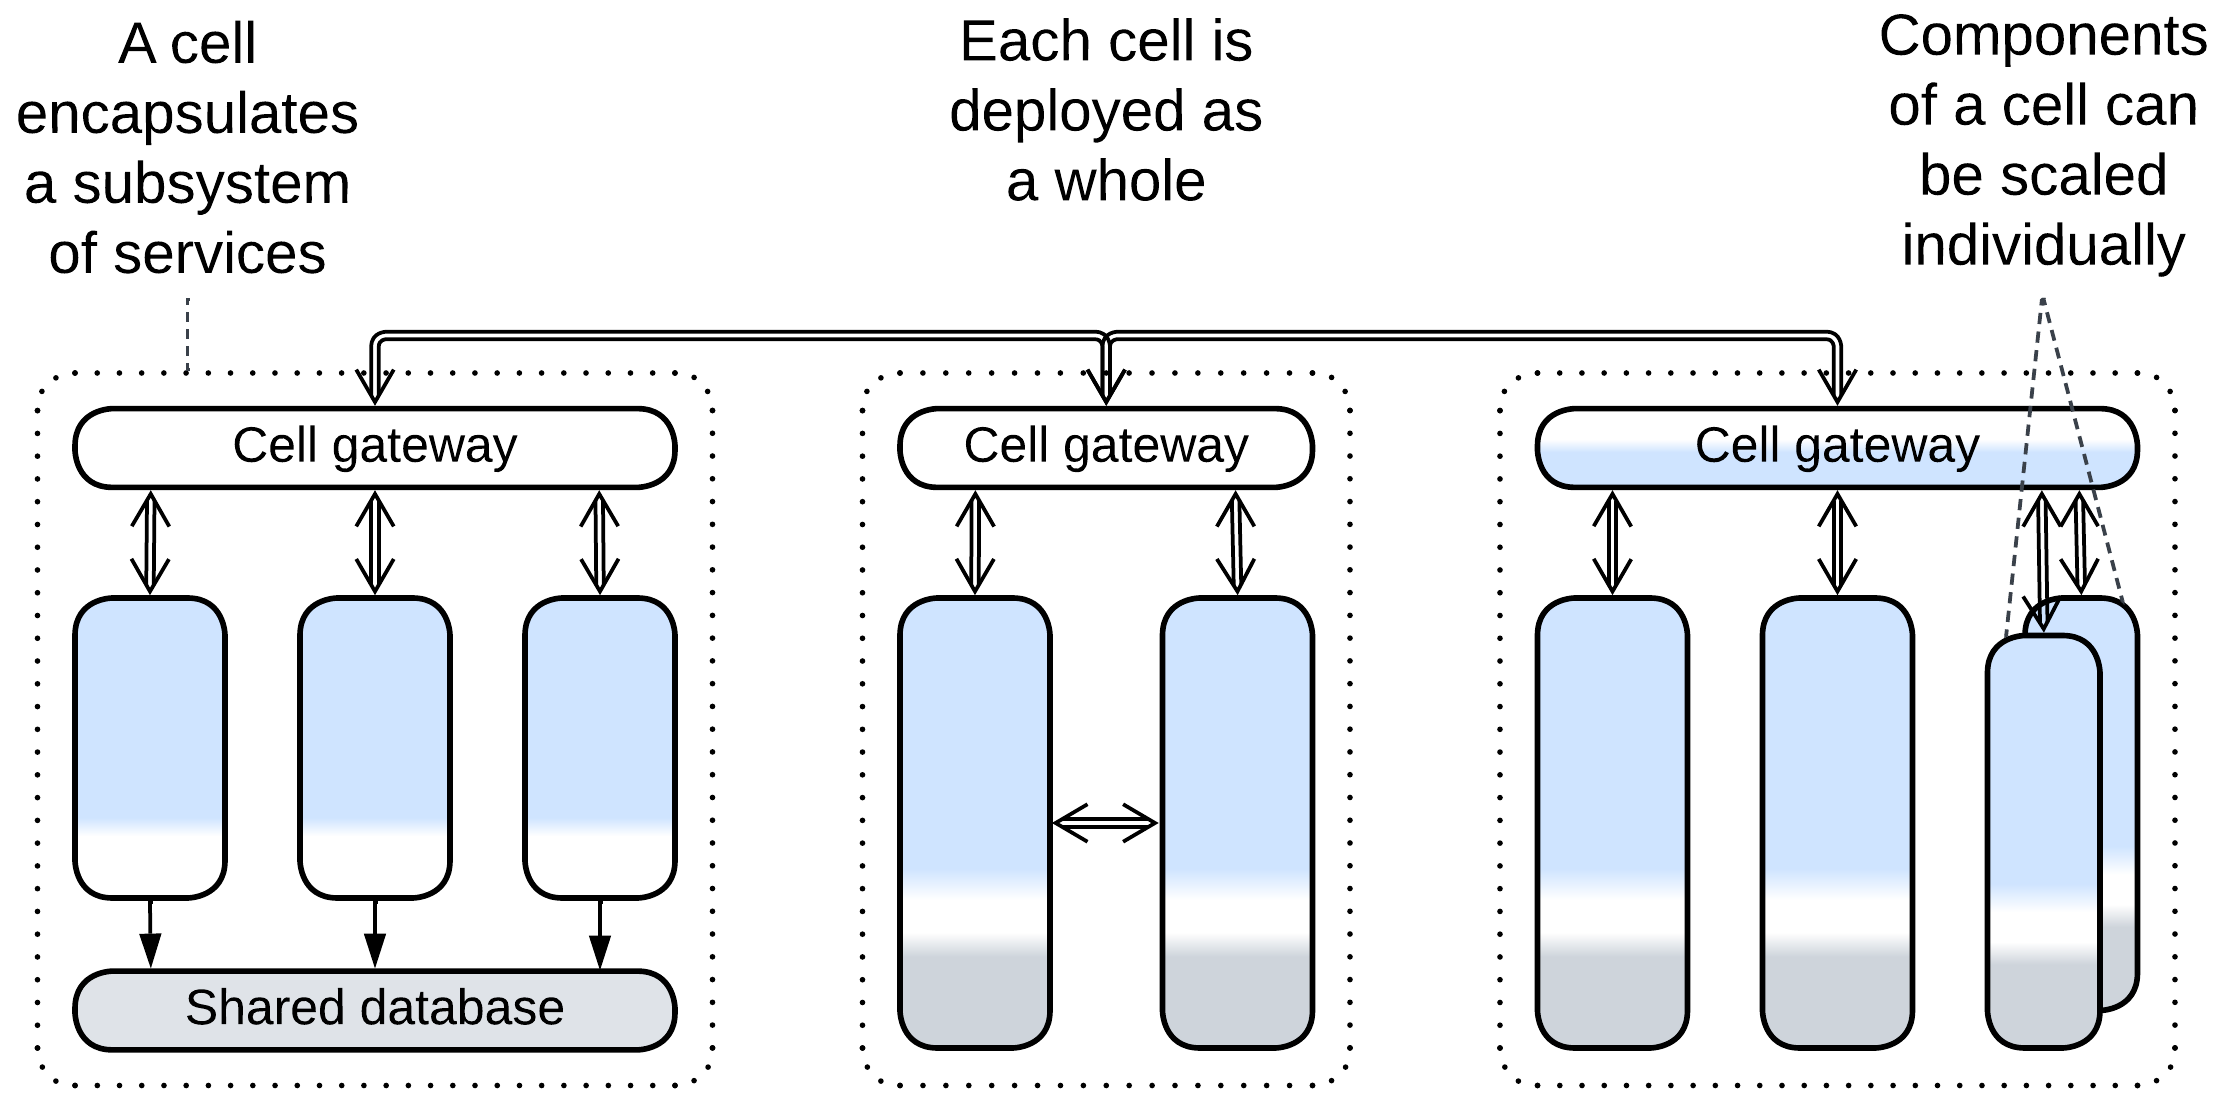 A cell
encapsulates
a subsystem
of services
Each cell is
deployed as
a whole
Components
of a cell can
be scaled
individually
Cell gateway
Cell gateway
Cell gateway
Shared database